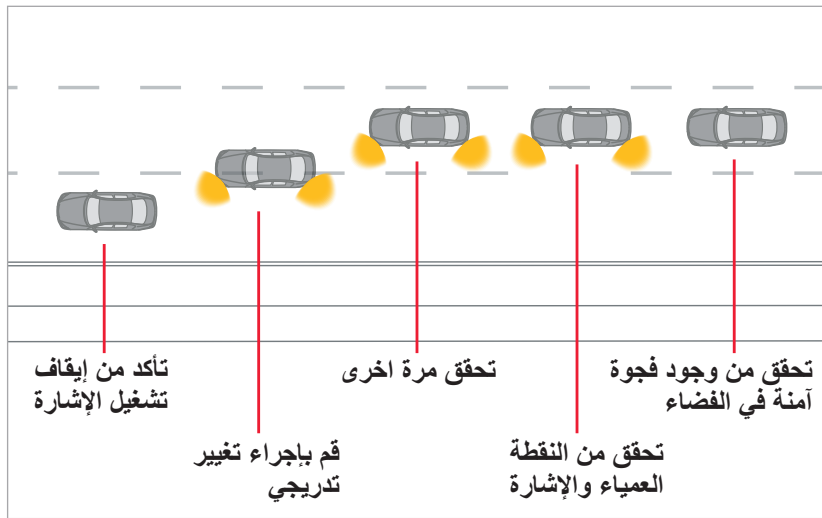 تحقق من وجود فجوة
آمنة في الفضاء
تحقق من النقطة
العمياء والإشارة
تحقق مرة اخرى
قم بإجراء تغيير
تدريجي
تأكد من إيقاف
تشغيل الإشارة